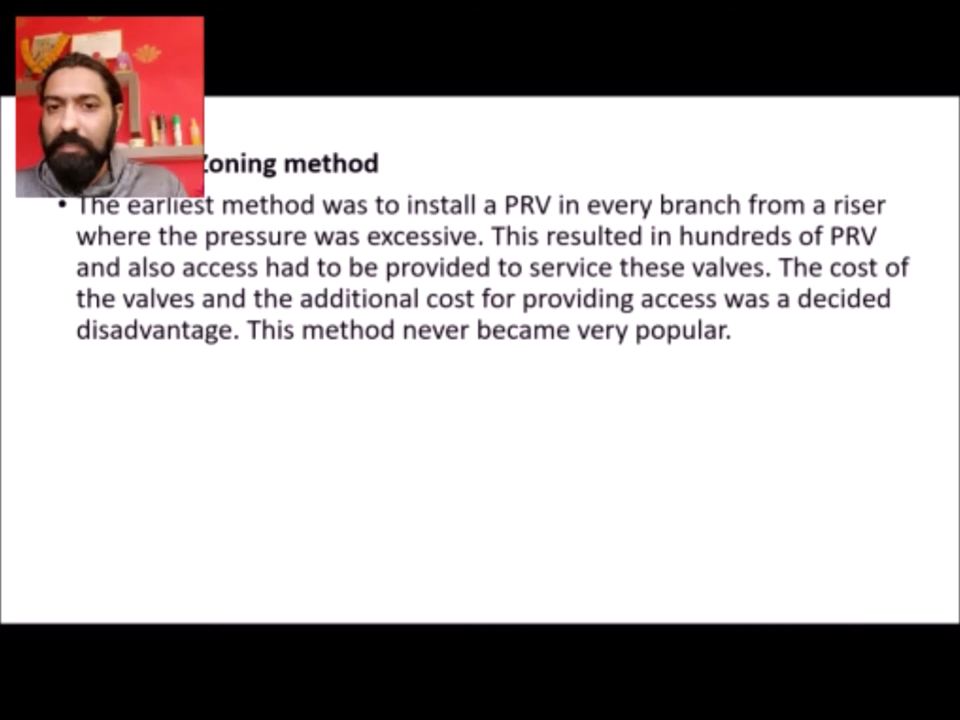 Zoning method
• The earliest method was to install a PRV in every branch from a riser
where the pressure was excessive. This resulted in hundreds of PRV
and also access had to be provided to service these valves. The cost of
the valves and the additional cost for providing access was a decided
disadvantage. This method never became very popular.